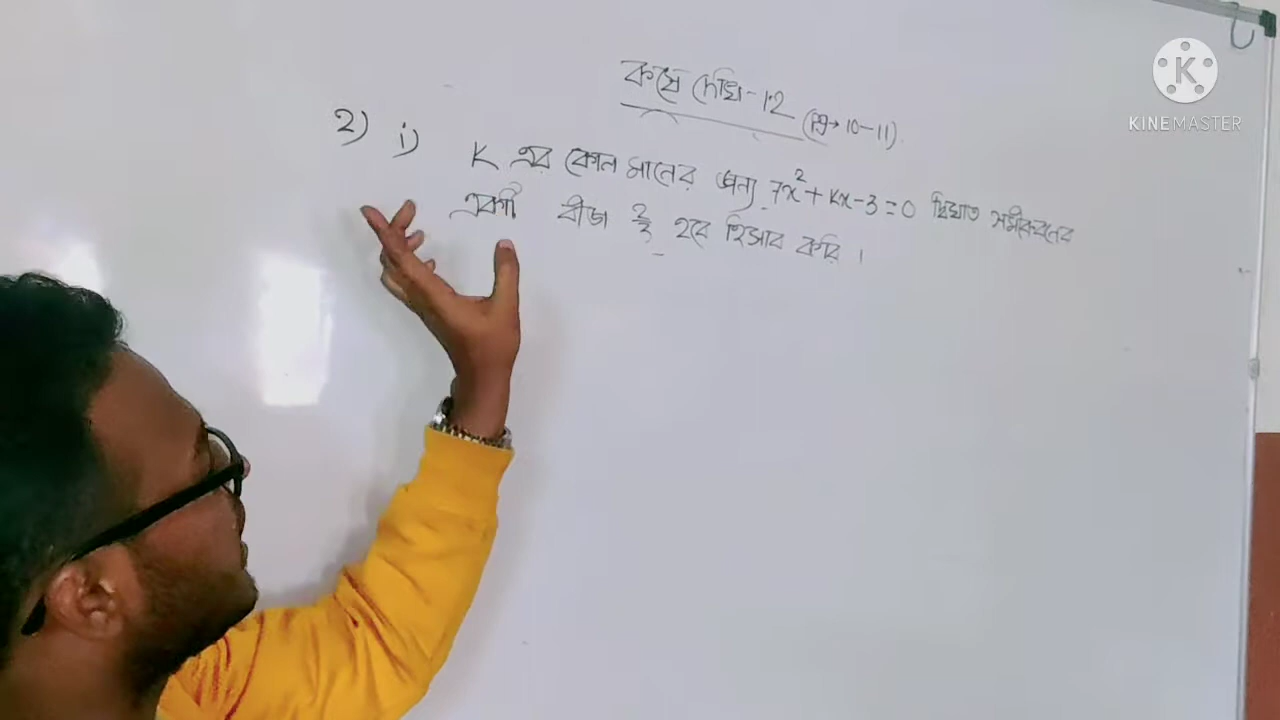 কষে দেখি-1.2 (Pg→10-11).
2) i) K এর কোন মানের জন্য 7x²+Kx-3=0 দ্বিঘাত সমীকরণের
একটি বীজ 2/3 হবে হিসাব করি।
KINEMASTER